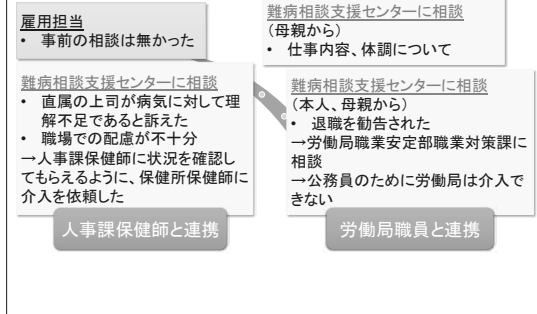 雇用担当
• 事前の相談は無かった
難病相談支援センターに相談
(母親から)
• 仕事内容、体調について
難病相談支援センターに相談
• 直属の上司が病気に対して理
解不足であると訴えた
• 職場での配慮が不十分
→人事課保健師に状況を確認し
てもらえるように、保健所保健師に
介入を依頼した
難病相談支援センターに相談
(本人、母親から)
• 退職を勧告された
→労働局職業安定部職業対策課に
相談
→公務員のために労働局は介入で
きない
人事課保健師と連携
労働局職員と連携